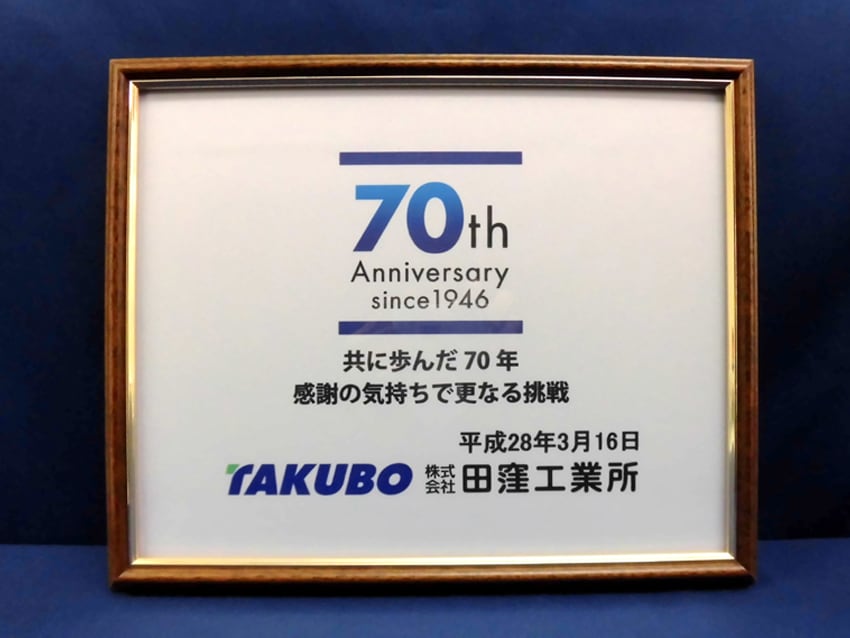 70th
Anniversary
since1946
共に歩んだ70年
感謝の気持ちで更なる挑戦
平成28年3月16日
TAKUBO 株式会社 田窪工業所